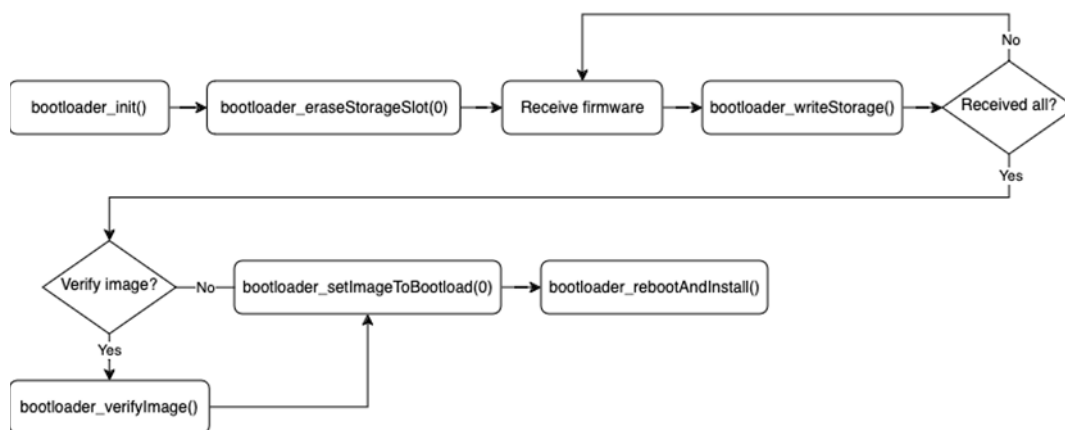 No
bootloader_init()
bootloader_eraseStorageSlot(0)
Receive firmware
bootloader_writeStorage()
Received all?
Yes
Verify image?
No
bootloader_setImageToBootload(0)
bootloader_rebootAndInstall()
Yes
bootloader_verifyImage()